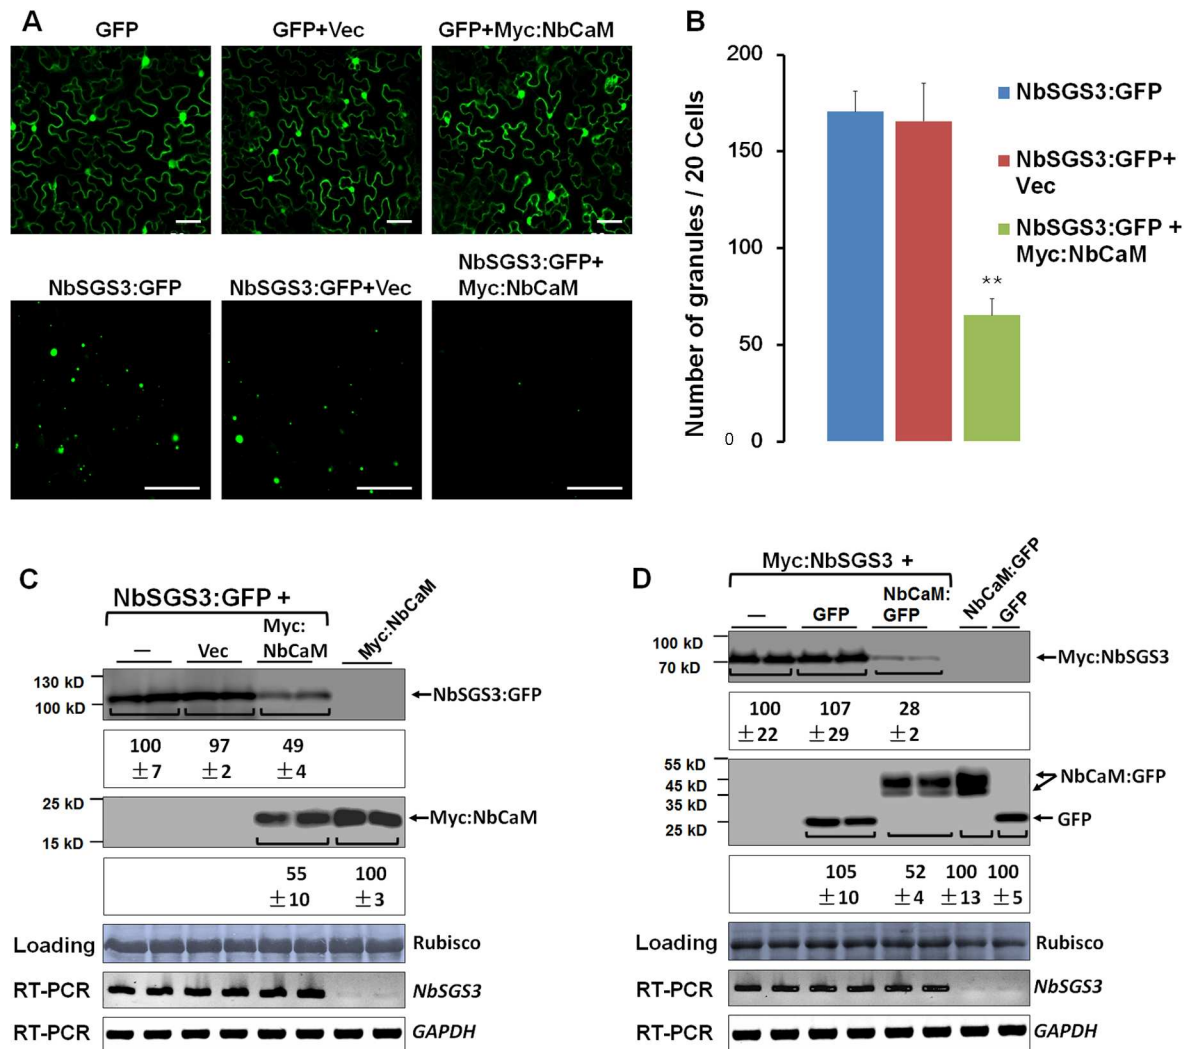 A
GFP
GFP+Vec
GFP+Myc:NbCaM
NbSGS3:GFP
NbSGS3:GFP+Vec
NbSGS3:GFP+
Myc:NbCaM
B
Number of granules / 20 Cells
200
150
100
50
0 0
NbSGS3:GFP
NbSGS3:GFP+
Vec
NbSGS3:GFP +
Myc:NbCaM
**
C
NbSGS3:GFP +
—
Vec
Myc:
NbCaM
Myc:NbCaM
130 kD
100 kD
NbSGS3:GFP
100 97 49
±7 ±2 ±4
25 kD
15 kD
Myc:NbCaM
55 100
±10 ±3
Loading
Rubisco
RT-PCR
NbSGS3
RT-PCR
GAPDH
D
Myc:NbSGS3 +
—
GFP
NbCaM:
GFP
NbCaM:GFP
GFP
100 kD
70 kD
Myc:NbSGS3
100 107 28
±22 ±29 ±2
55 kD
45 kD
35 kD
25 kD
NbCaM:GFP
GFP
105 52 100 100
±10 ±4 ±13 ±5
Loading
Rubisco
RT-PCR
NbSGS3
RT-PCR
GAPDH